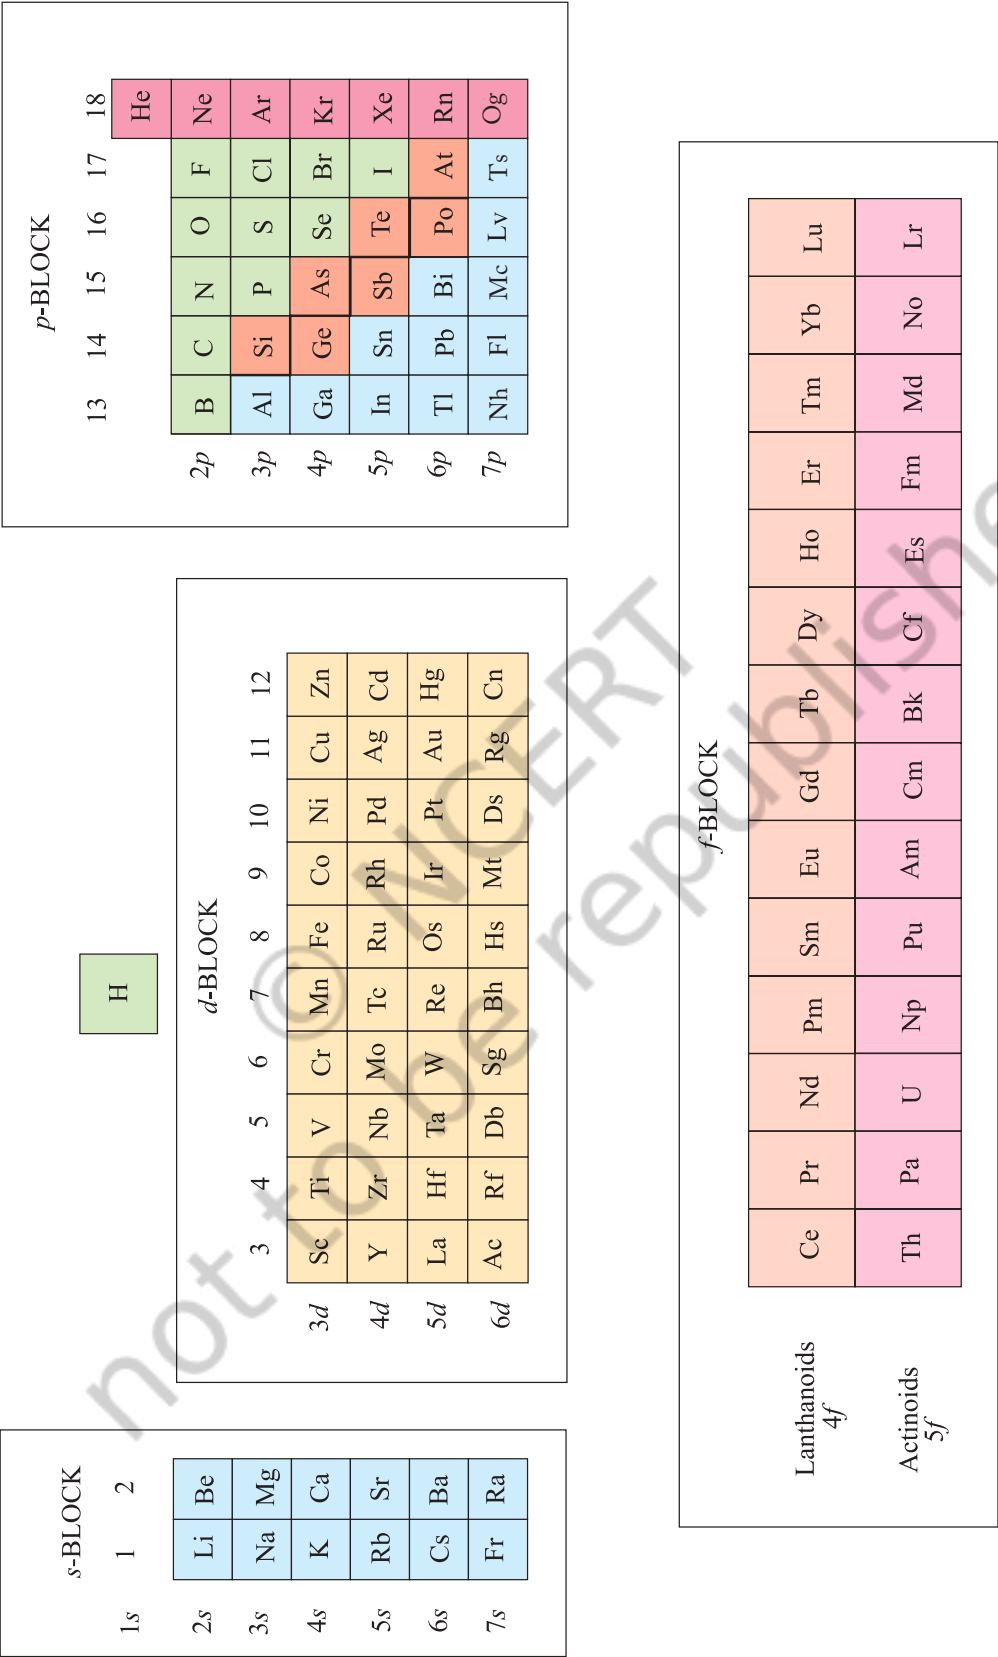 s-BLOCK
1 2
1s
2s Li Be
3s Na Mg
4s K Ca
5s Rb Sr
6s Cs Ba
7s Fr Ra
H
d-BLOCK
3 4 5 6 7 8 9 10 11 12
3d Sc Ti V Cr Mn Fe Co Ni Cu Zn
4d Y Zr Nb Mo Tc Ru Rh Pd Ag Cd
5d La Hf Ta W Re Os Ir Pt Au Hg
6d Ac Rf Db Sg Bh Hs Mt Ds Rg Cn
p-BLOCK
13 14 15 16 17 18
He
2p B C N O F Ne
3p Al Si P S Cl Ar
4p Ga Ge As Se Br Kr
5p In Sn Sb Te I Xe
6p Tl Pb Bi Po At Rn
7p Nh Fl Mc Lv Ts Og
f-BLOCK
Lanthanoids
4f
Ce Pr Nd Pm Sm Eu Gd Tb Dy Ho Er Tm Yb Lu
Actinoids
5f
Th Pa U Np Pu Am Cm Bk Cf Es Fm Md No Lr
© NCERT
not to be republishe